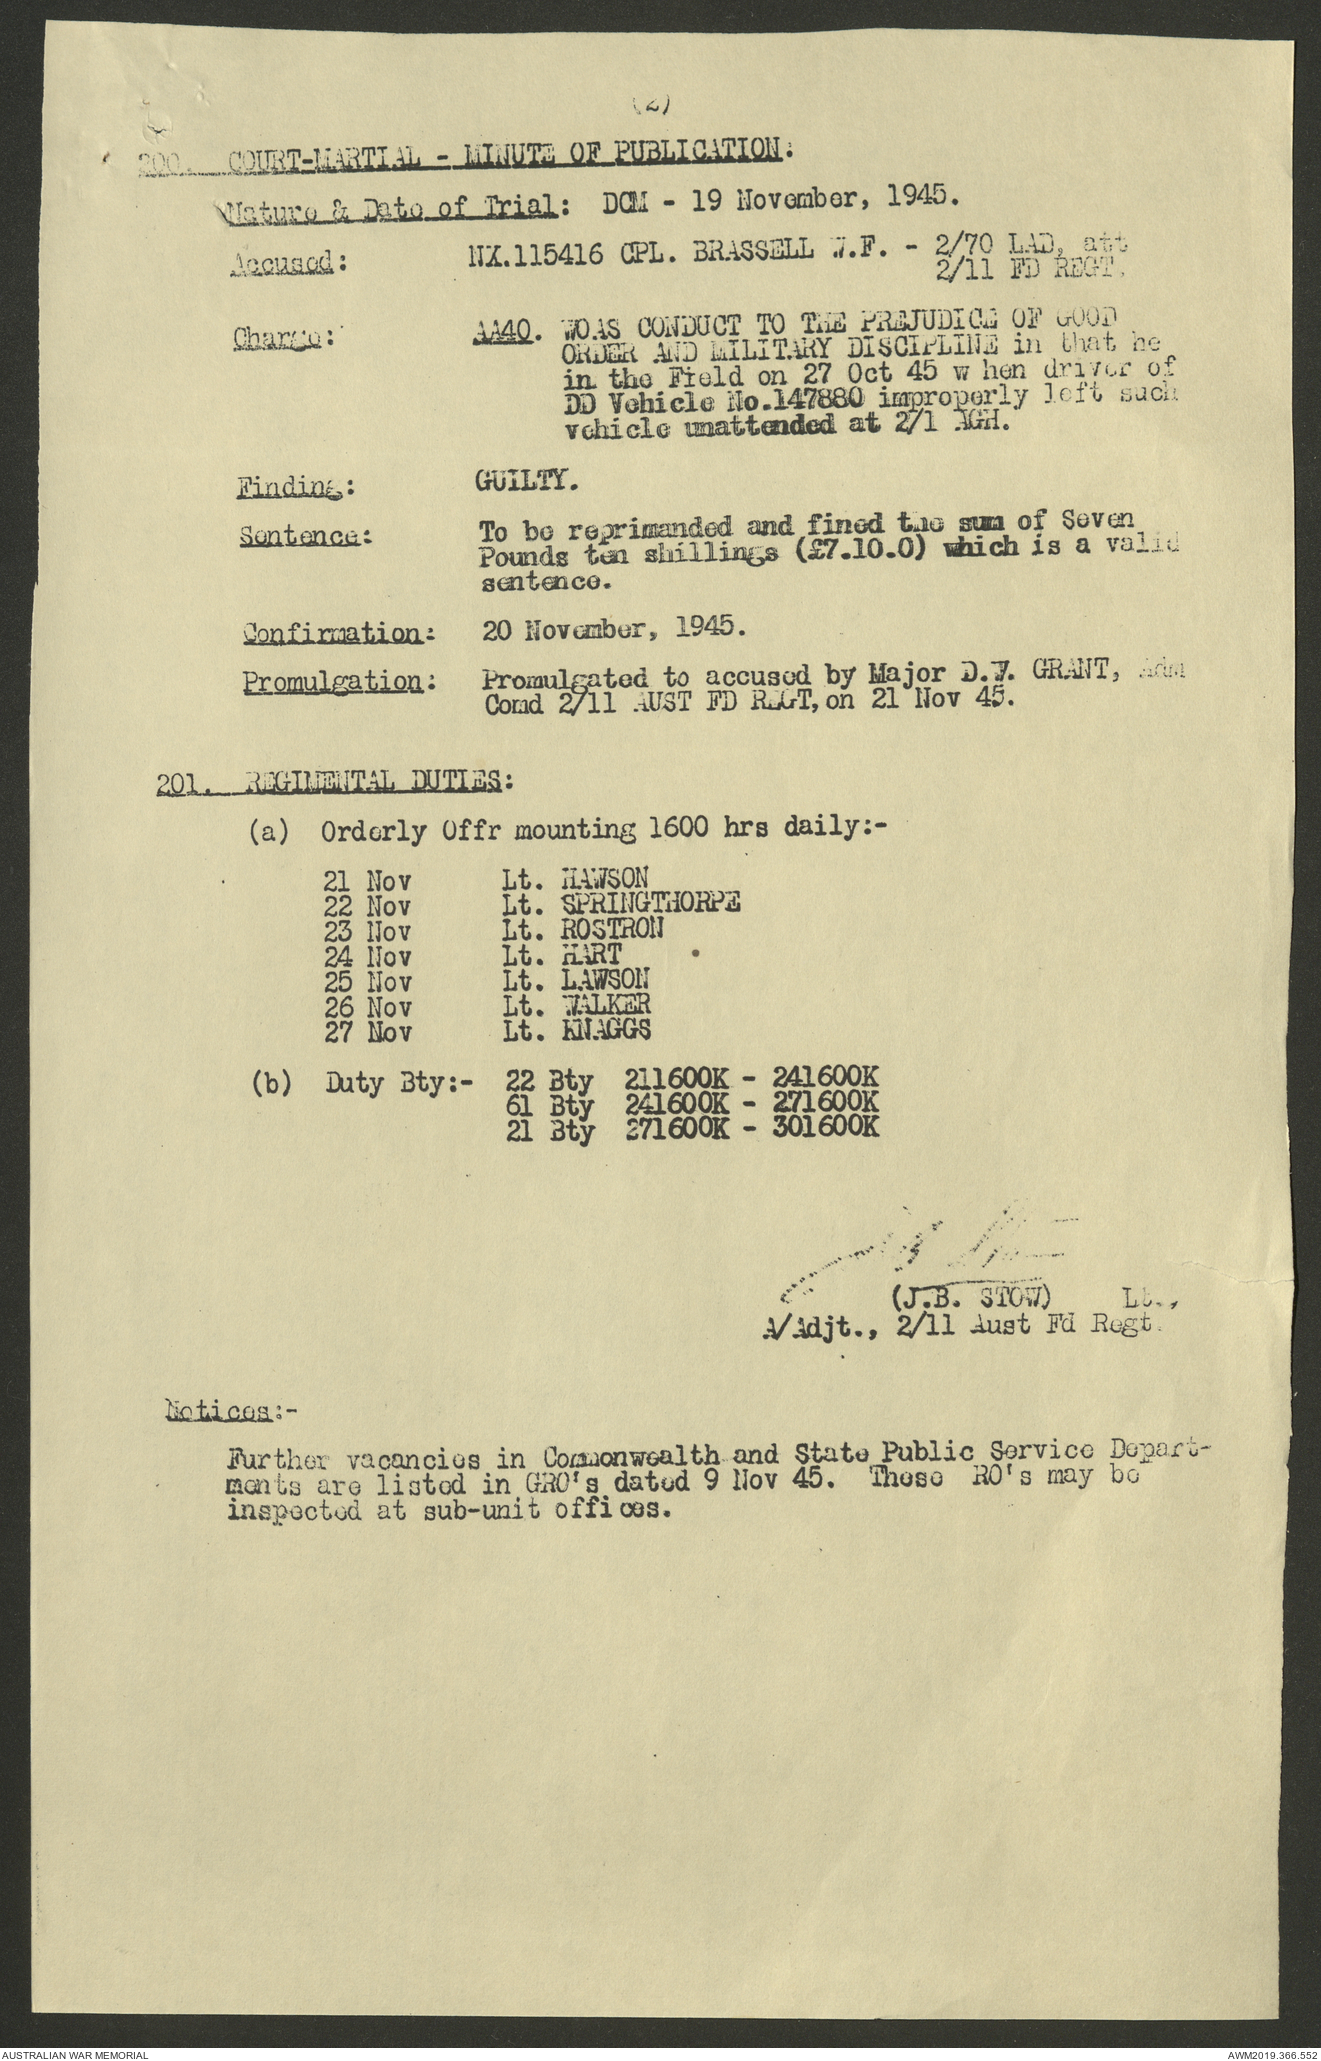 (2)
200. COURT-MARTIAL - MINUTE OF PUBLICATION:
Nature & Date of Trial: DCM - 19 November, 1945.
Accused: NX.115416 CPL. BRASSELL W.F. - 2/70 LAD, att
2/11 FD REGT.
Charge: AA40. WOAS CONDUCT TO THE PREJUDICE OF GOOD
ORDER AND MILITARY DISCIPLINE in that he
in the Field on 27 Oct 45 w hen driver of
DD Vehicle No.147880 improperly left such
vehicle unattended at 2/1 AGH.
Finding: GUILTY.
Sentence: To be reprimanded and fined the sum of Seven
Pounds ten shillings (£7.10.0) which is a valid
sentence.
Confirmation: 20 November, 1945.
Promulgation: Promulgated to accused by Major D.W. GRANT, Adm
Comd 2/11 AUST FD REGT, on 21 Nov 45.
201. REGIMENTAL DUTIES:
(a) Orderly Offr mounting 1600 hrs daily:-
21 Nov Lt. HAWSON
22 Nov Lt. SPRINGTHORPE
23 Nov Lt. ROSTRON
24 Nov Lt. HART
25 Nov Lt. LAWSON
26 Nov Lt. WALKER
27 Nov Lt. KNAGGS
(b) Duty Bty:- 22 Bty 211600K - 241600K
61 Bty 241600K - 271600K
21 Bty 271600K - 301600K
(J.B. STOW) Lt.,
A/Adjt., 2/11 Aust Fd Regt.
Notices:-
Further vacancies in Commonwealth and State Public Service Depart-
ments are listed in GRO's dated 9 Nov 45. These RO's may be
inspected at sub-unit offices.
AUSTRALIAN WAR MEMORIAL
AWM2019.366.552